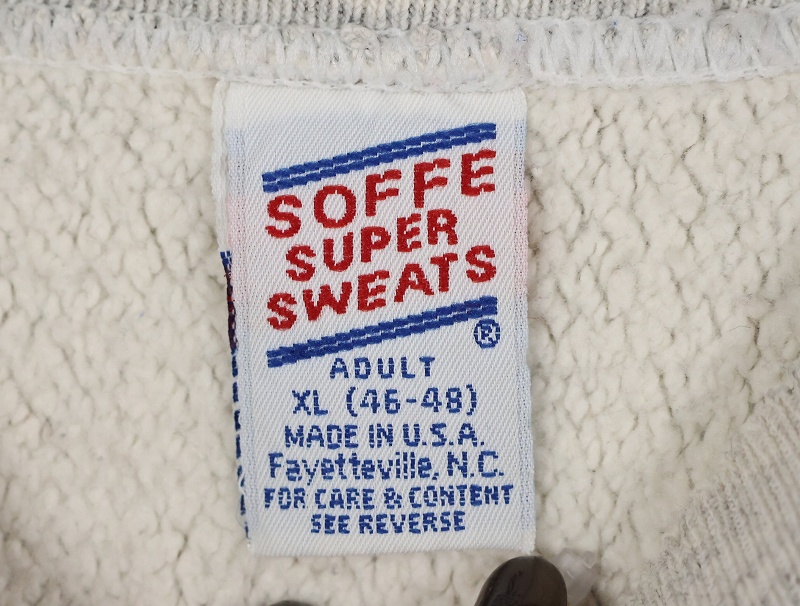 SOFFE
SUPER
SWEATS
®
ADULT
XL (46-48)
MADE IN U.S.A.
Fayetteville, N.C.
FOR CARE & CONTENT
SEE REVERSE